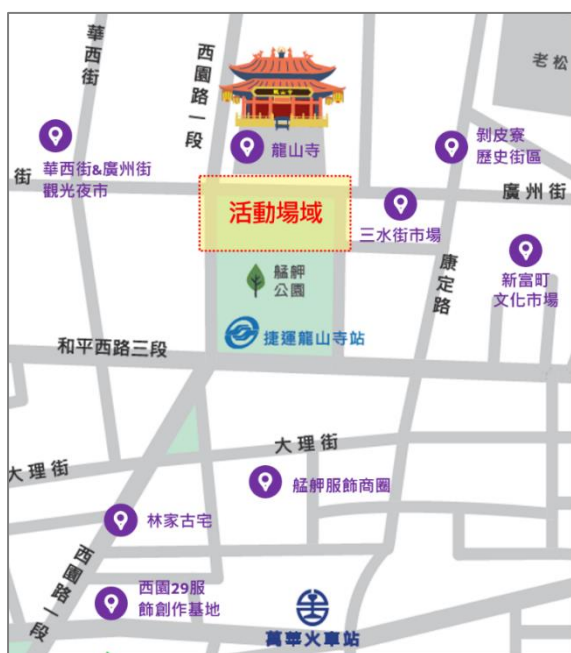 華西街
西園路一段
老松
龍山寺
剝皮寮
歷史街區
華西街&廣州街
觀光夜市
街
廣州街
活動場域
三水街市場
新富町
文化市場
康定路
艋舺
公園
捷運龍山寺站
和平西路三段
大理街
大理街
艋舺服飾商圈
林家古宅
西園路一段
西園29服
飾創作基地
萬華火車站